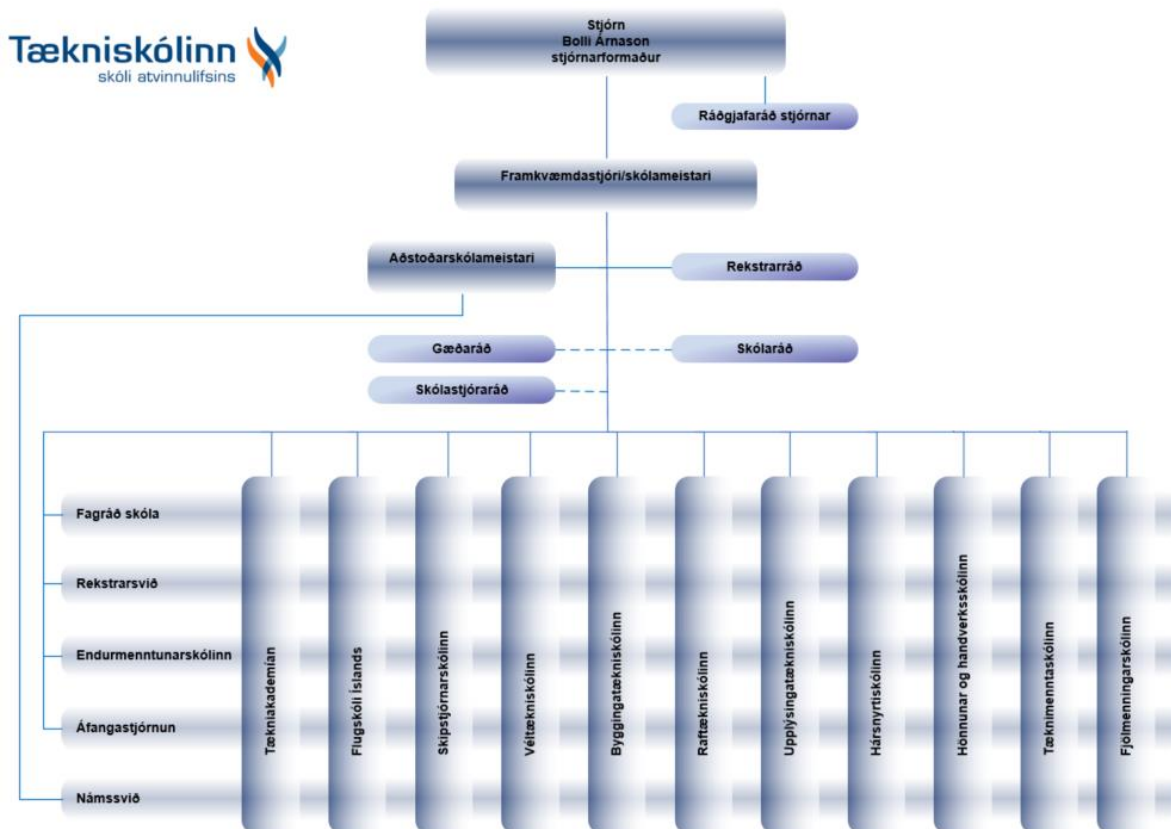 Tækniskólinn
skóli atvinnulífsins
Stjórn
Bolli Árnason
stjórnarformaður
Ráðgjafaráð stjórnar
Framkvæmdastjóri/skólameistari
Aðstoðarskólameistari
Rekstrarráð
Gæðaráð
Skólaráð
Skólastjóraráð
Fagráð skóla
Rekstrarsvið
Endurmenntunarskólinn
Áfangastjórnun
Námssvið
Tækniakademían
Flugskóli Íslands
Skipstjórnarskólinn
Véltækniskólinn
Byggingatækniskólinn
Raftækniskólinn
Upplýsingatækniskólinn
Hársnyrtiskólinn
Hönnunar og handverksskólinn
Tæknimenntaskólinn
Fjölmenningarskólinn